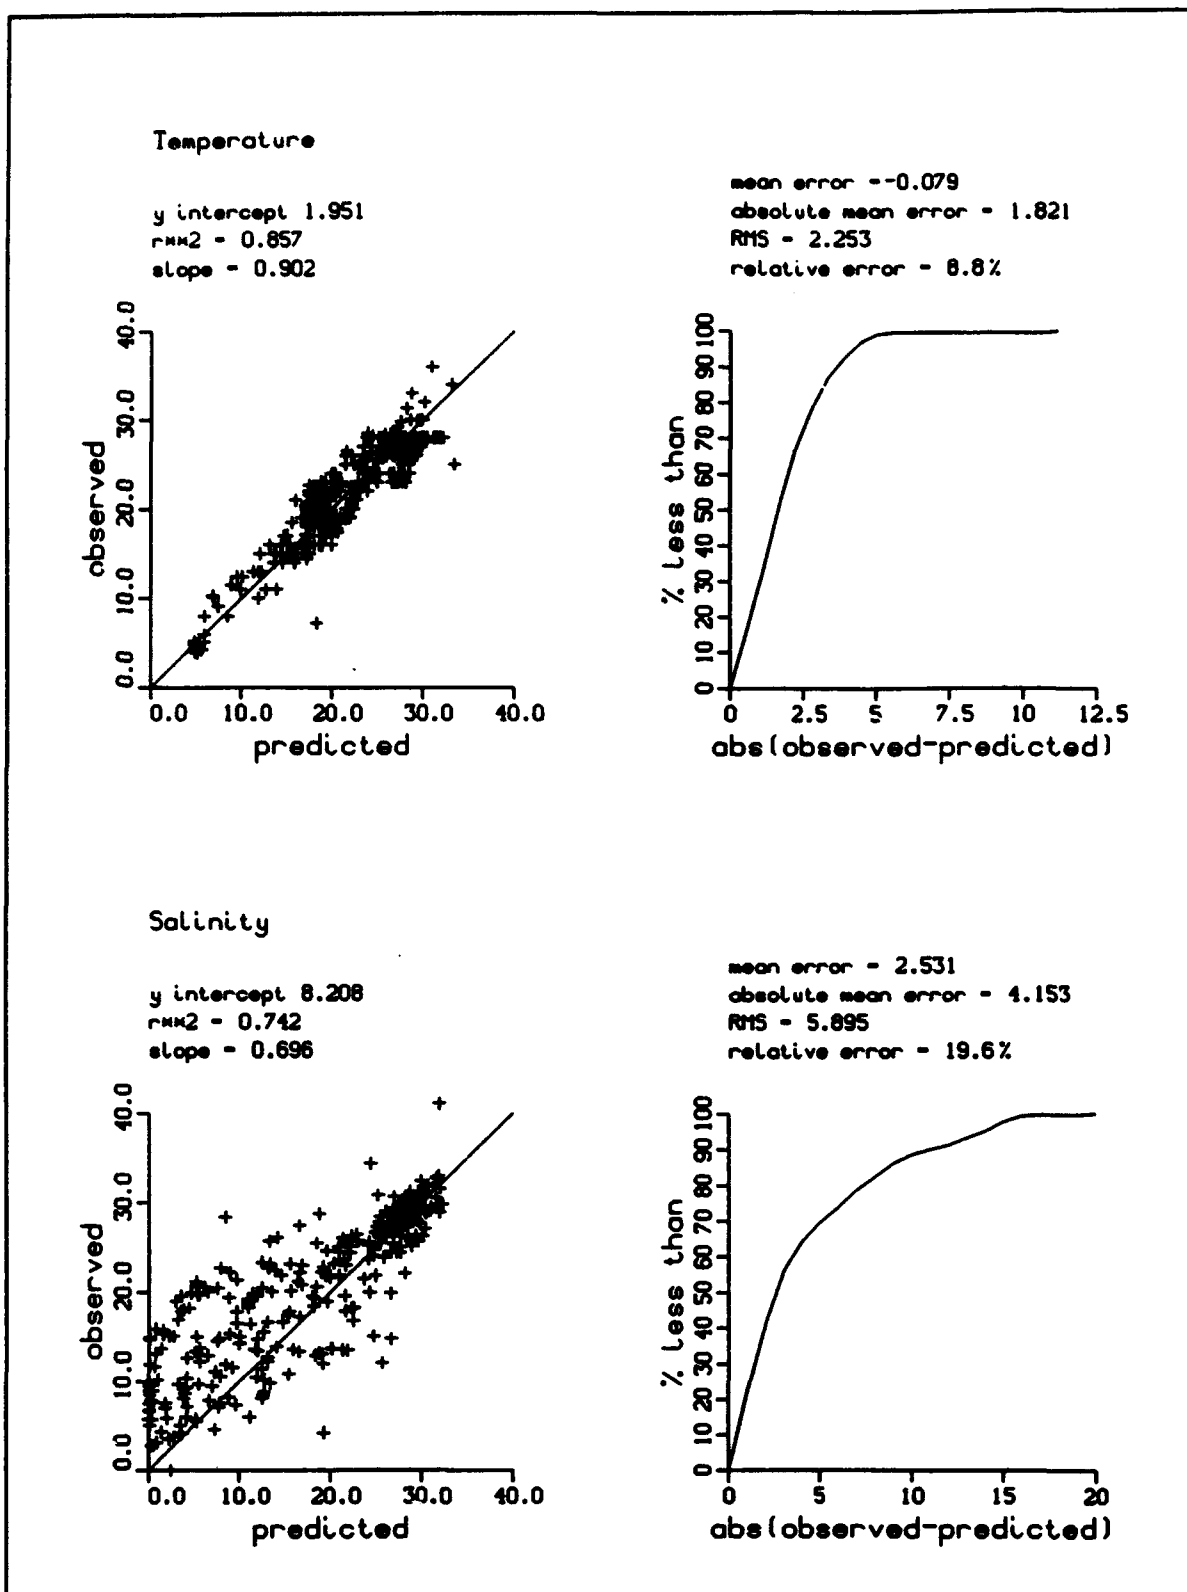 Temperature
y intercept 1.951
r**2 = 0.857
slope = 0.902
40.0
30.0
20.0
10.0
0.0
observed
0.0 10.0 20.0 30.0 40.0
predicted
mean error =-0.079
absolute mean error = 1.821
RMS = 2.253
relative error = 8.8%
100
90
80
70
60
50
40
30
20
10
0
% less than
0 2.5 5 7.5 10 12.5
abs(observed-predicted)
Salinity
y intercept 8.208
r**2 = 0.742
slope = 0.696
40.0
30.0
20.0
10.0
0.0
observed
0.0 10.0 20.0 30.0 40.0
predicted
mean error = 2.531
absolute mean error = 4.153
RMS = 5.895
relative error = 19.6%
100
90
80
70
60
50
40
30
20
10
0
% less than
0 5 10 15 20
abs(observed-predicted)